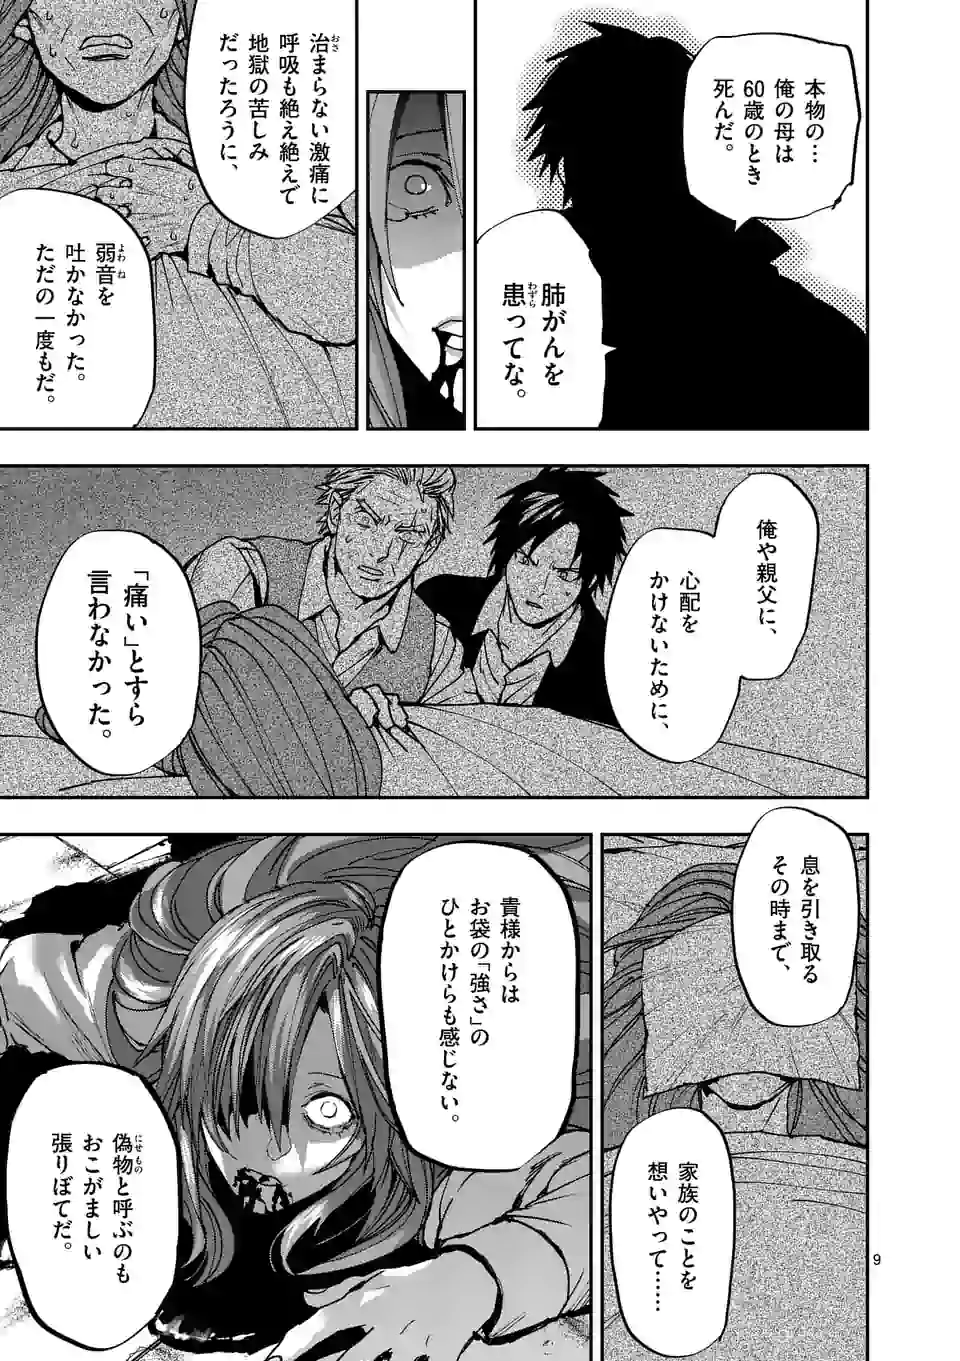 本物の…
俺の母は
60歳のとき
死んだ。
肺がんを
患ってな。
治まらない激痛に
呼吸も絶え絶えで
地獄の苦しみ
だったろうに、
弱音を
吐かなかった。
ただの一度もだ。
俺や親父に、
心配を
かけないために、
「痛い」とすら
言わなかった。
息を引き取る
その時まで、
家族のことを
想いやって……
貴様からは
お袋の「強さ」の
ひとかけらも感じない。
偽物と呼ぶのも
おこがましい
張りぼてだ。
9